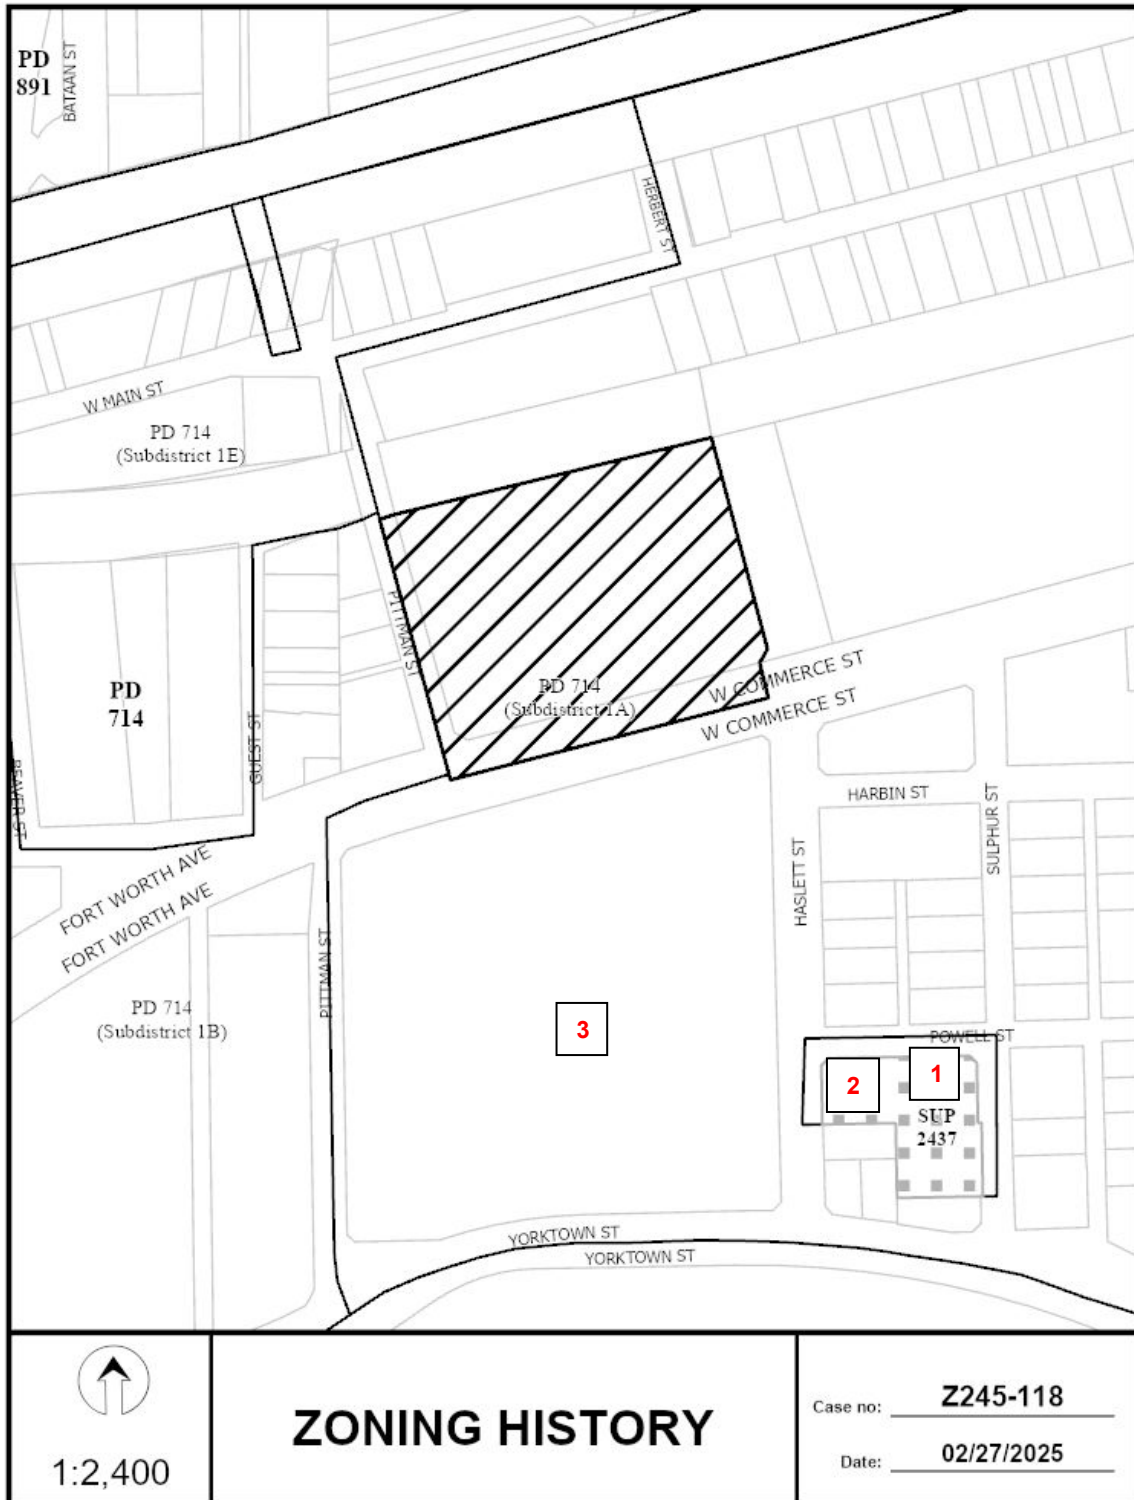 PD
891
BATAAN ST
HERBERT ST
W MAIN ST
PD 714
(Subdistrict 1E)
PITTMAN ST
PD 714
(Subdistrict 1A)
W COMMERCE ST
W COMMERCE ST
PD
714
GUEST ST
BEAVER ST
HARBIN ST
SULPHUR ST
HASLETT ST
FORT WORTH AVE
FORT WORTH AVE
PITTMAN ST
PD 714
(Subdistrict 1B)
3
POWELL ST
2
1
SUP
2437
YORKTOWN ST
YORKTOWN ST
1:2,400
ZONING HISTORY
Case no: Z245-118
Date: 02/27/2025